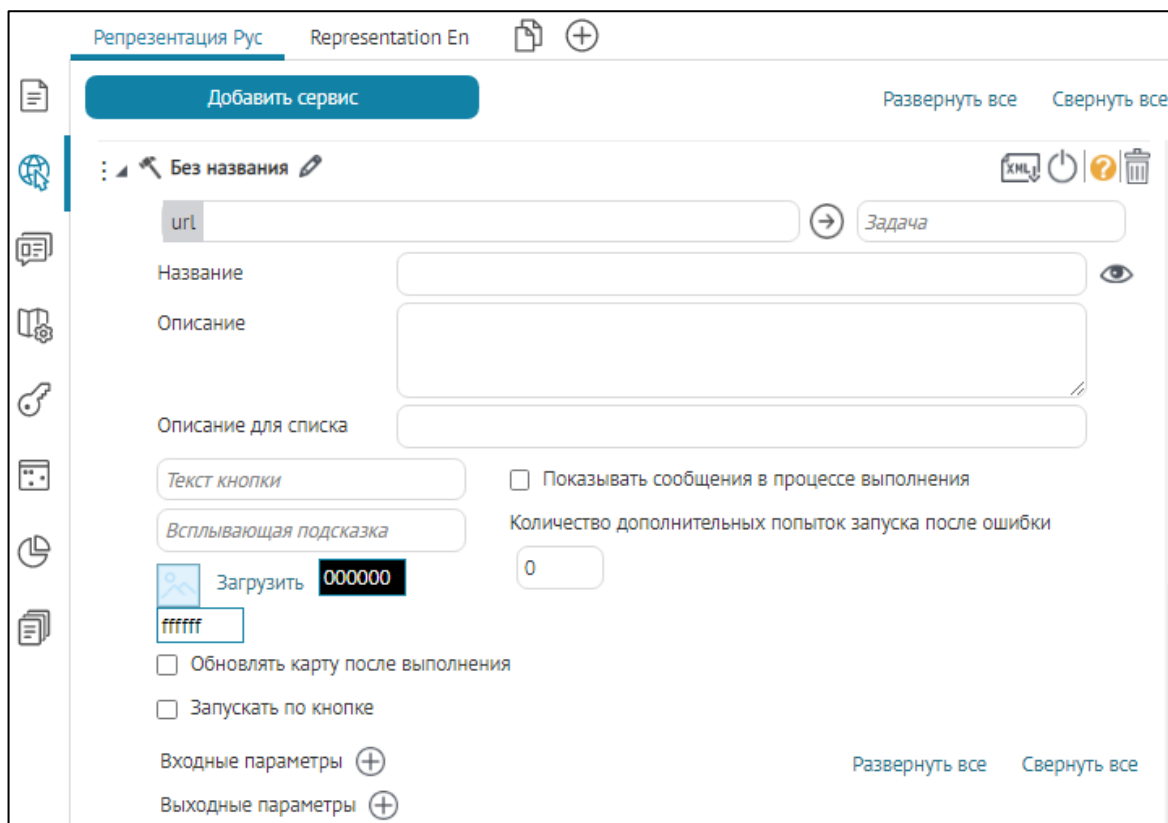 Репрезентация Рус Representation En
Добавить сервис Развернуть все Свернуть все
Без названия XML ?
url Задача
Название
Описание
Описание для списка
Текст кнопки Показывать сообщения в процессе выполнения
Всплывающая подсказка Количество дополнительных попыток запуска после ошибки
Загрузить 000000 0
ffffff
Обновлять карту после выполнения
Запускать по кнопке
Входные параметры Развернуть все Свернуть все
Выходные параметры